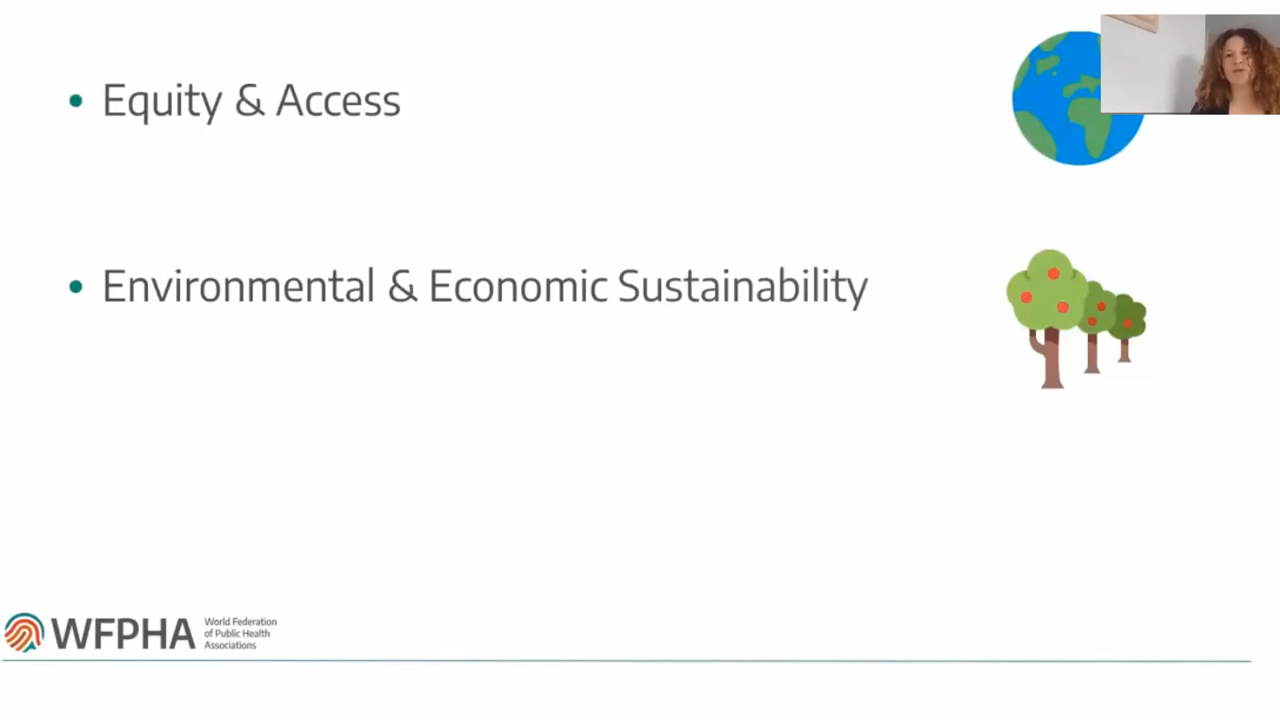 • Equity & Access
• Environmental & Economic Sustainability
WFPHA
World Federation
of Public Health
Associations